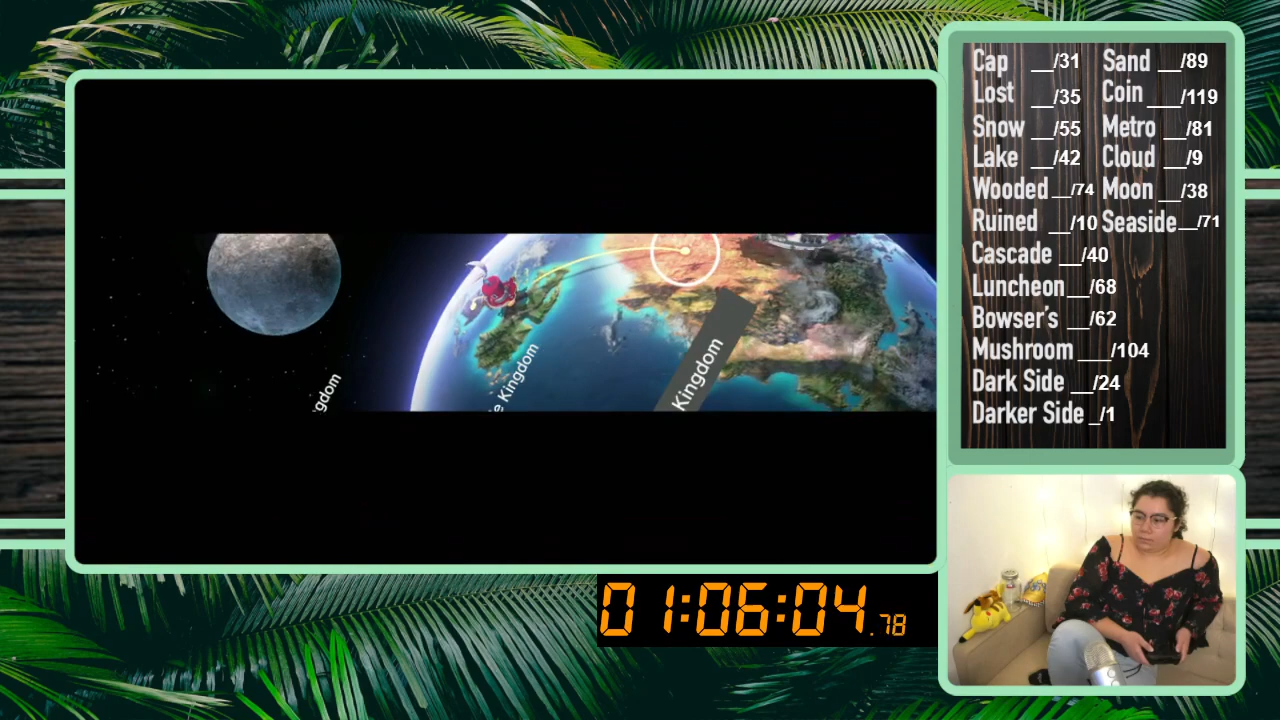 Cap __/31 Sand __/89
Lost __/35 Coin ___/119
Snow __/55 Metro __/81
Lake __/42 Cloud __/9
Wooded __/74 Moon __/38
Ruined __/10 Seaside __/71
Cascade __/40
Luncheon __/68
Bowser's __/62
Mushroom ___/104
Dark Side __/24
Darker Side _/1
gdom
e Kingdom
Kingdom
01:06:04.78